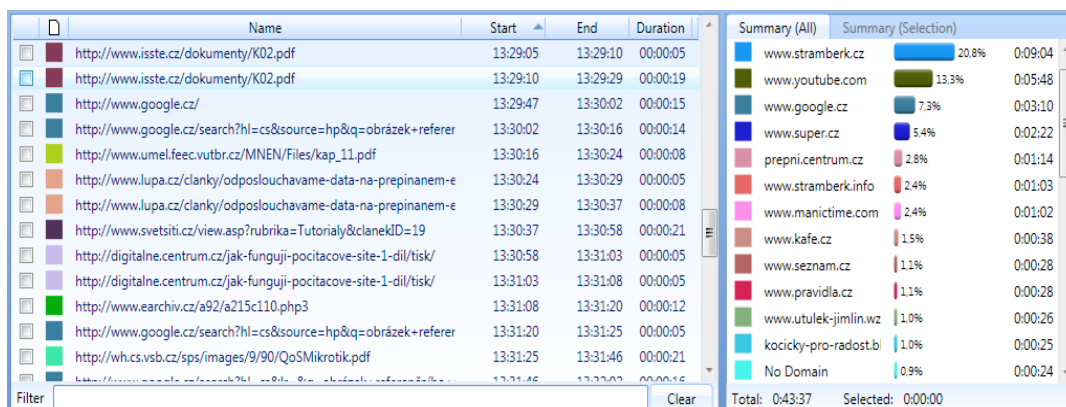 Name Start End Duration
http://www.isste.cz/dokumenty/K02.pdf 13:29:05 13:29:10 00:00:05
http://www.isste.cz/dokumenty/K02.pdf 13:29:10 13:29:29 00:00:19
http://www.google.cz/ 13:29:47 13:30:02 00:00:15
http://www.google.cz/search?hl=cs&source=hp&q=obrázek+referer 13:30:02 13:30:16 00:00:14
http://www.umel.feec.vutbr.cz/MNEN/Files/kap_11.pdf 13:30:16 13:30:24 00:00:08
http://www.lupa.cz/clanky/odposlouchavame-data-na-prepinanem-e 13:30:24 13:30:29 00:00:05
http://www.lupa.cz/clanky/odposlouchavame-data-na-prepinanem-e 13:30:29 13:30:37 00:00:08
http://www.svetsiti.cz/view.asp?rubrika=Tutorialy&clanekID=19 13:30:37 13:30:58 00:00:21
http://digitalne.centrum.cz/jak-funguji-pocitacove-site-1-dil/tisk/ 13:30:58 13:31:03 00:00:05
http://digitalne.centrum.cz/jak-funguji-pocitacove-site-1-dil/tisk/ 13:31:03 13:31:08 00:00:05
http://www.earchiv.cz/a92/a215c110.php3 13:31:08 13:31:20 00:00:12
http://www.google.cz/search?hl=cs&source=hp&q=obrázek+referer 13:31:20 13:31:25 00:00:05
http://wh.cs.vsb.cz/sps/images/9/90/QoSMikrotik.pdf 13:31:25 13:31:46 00:00:21
13:31:46 13:32:02 00:00:16
Filter Clear
Summary (All) Summary (Selection)
www.stramberk.cz 20,8% 0:09:04
www.youtube.com 13,3% 0:05:48
www.google.cz 7,3% 0:03:10
www.super.cz 5,4% 0:02:22
prepni.centrum.cz 2,8% 0:01:14
www.stramberk.info 2,4% 0:01:03
www.manictime.com 2,4% 0:01:02
www.kafe.cz 1,5% 0:00:38
www.seznam.cz 1,1% 0:00:28
www.pravidla.cz 1,1% 0:00:28
www.utulek-jimlin.wz 1,0% 0:00:26
kocicky-pro-radost.bl 1,0% 0:00:25
No Domain 0,9% 0:00:24
Total: 0:43:37 Selected: 0:00:00